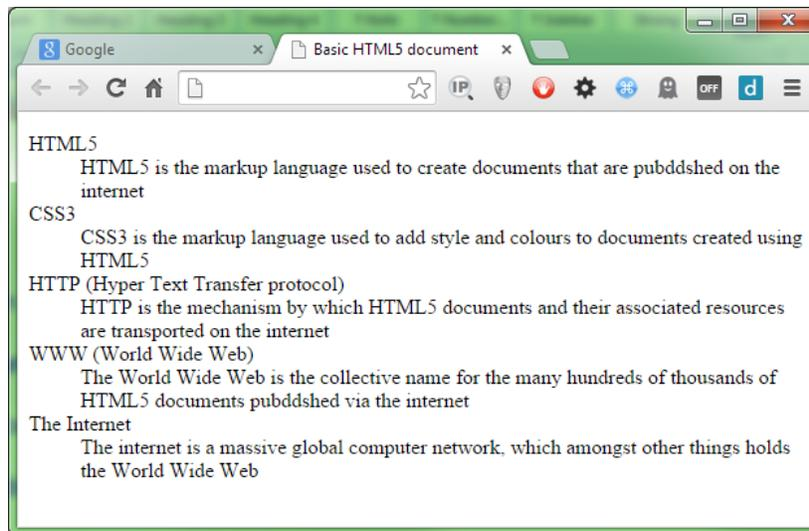 Google
Basic HTML5 document
IP
OFF
d
HTML5
HTML5 is the markup language used to create documents that are pubddshed on the
internet
CSS3
CSS3 is the markup language used to add style and colours to documents created using
HTML5
HTTP (Hyper Text Transfer protocol)
HTTP is the mechanism by which HTML5 documents and their associated resources
are transported on the internet
WWW (World Wide Web)
The World Wide Web is the collective name for the many hundreds of thousands of
HTML5 documents pubddshed via the internet
The Internet
The internet is a massive global computer network, which amongst other things holds
the World Wide Web